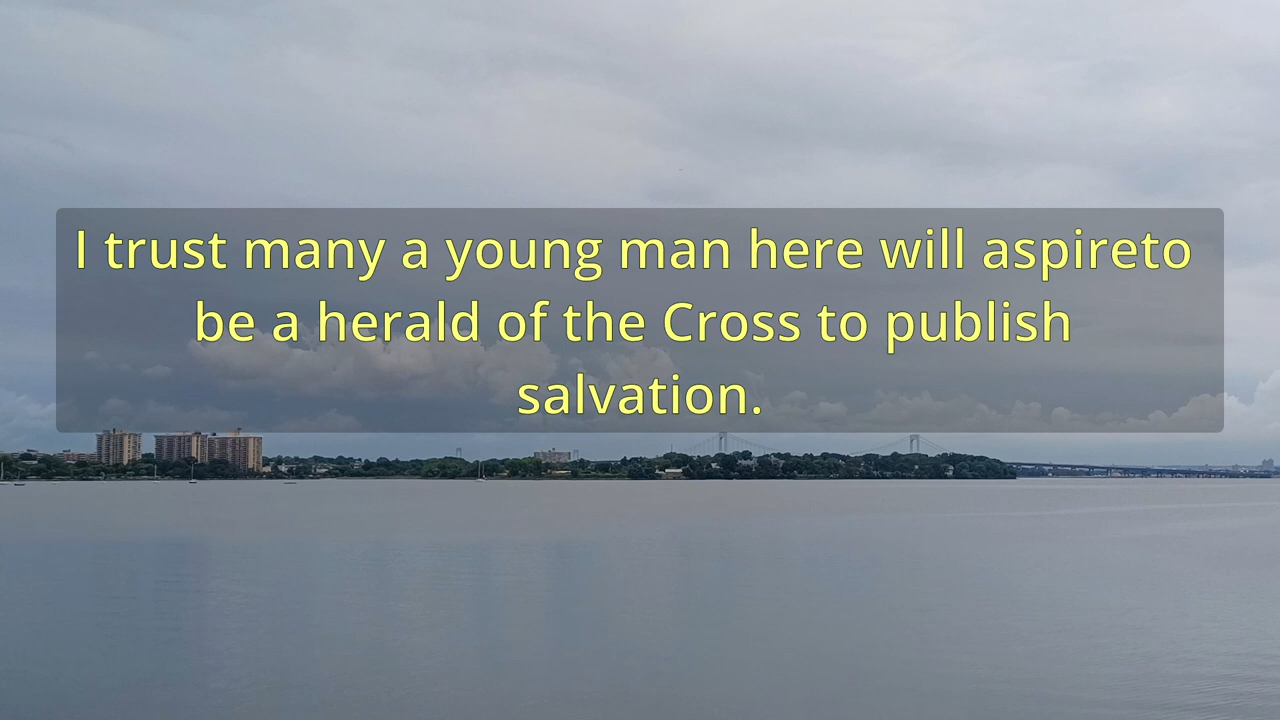 I trust many a young man here will aspireto
be a herald of the Cross to publish
salvation.